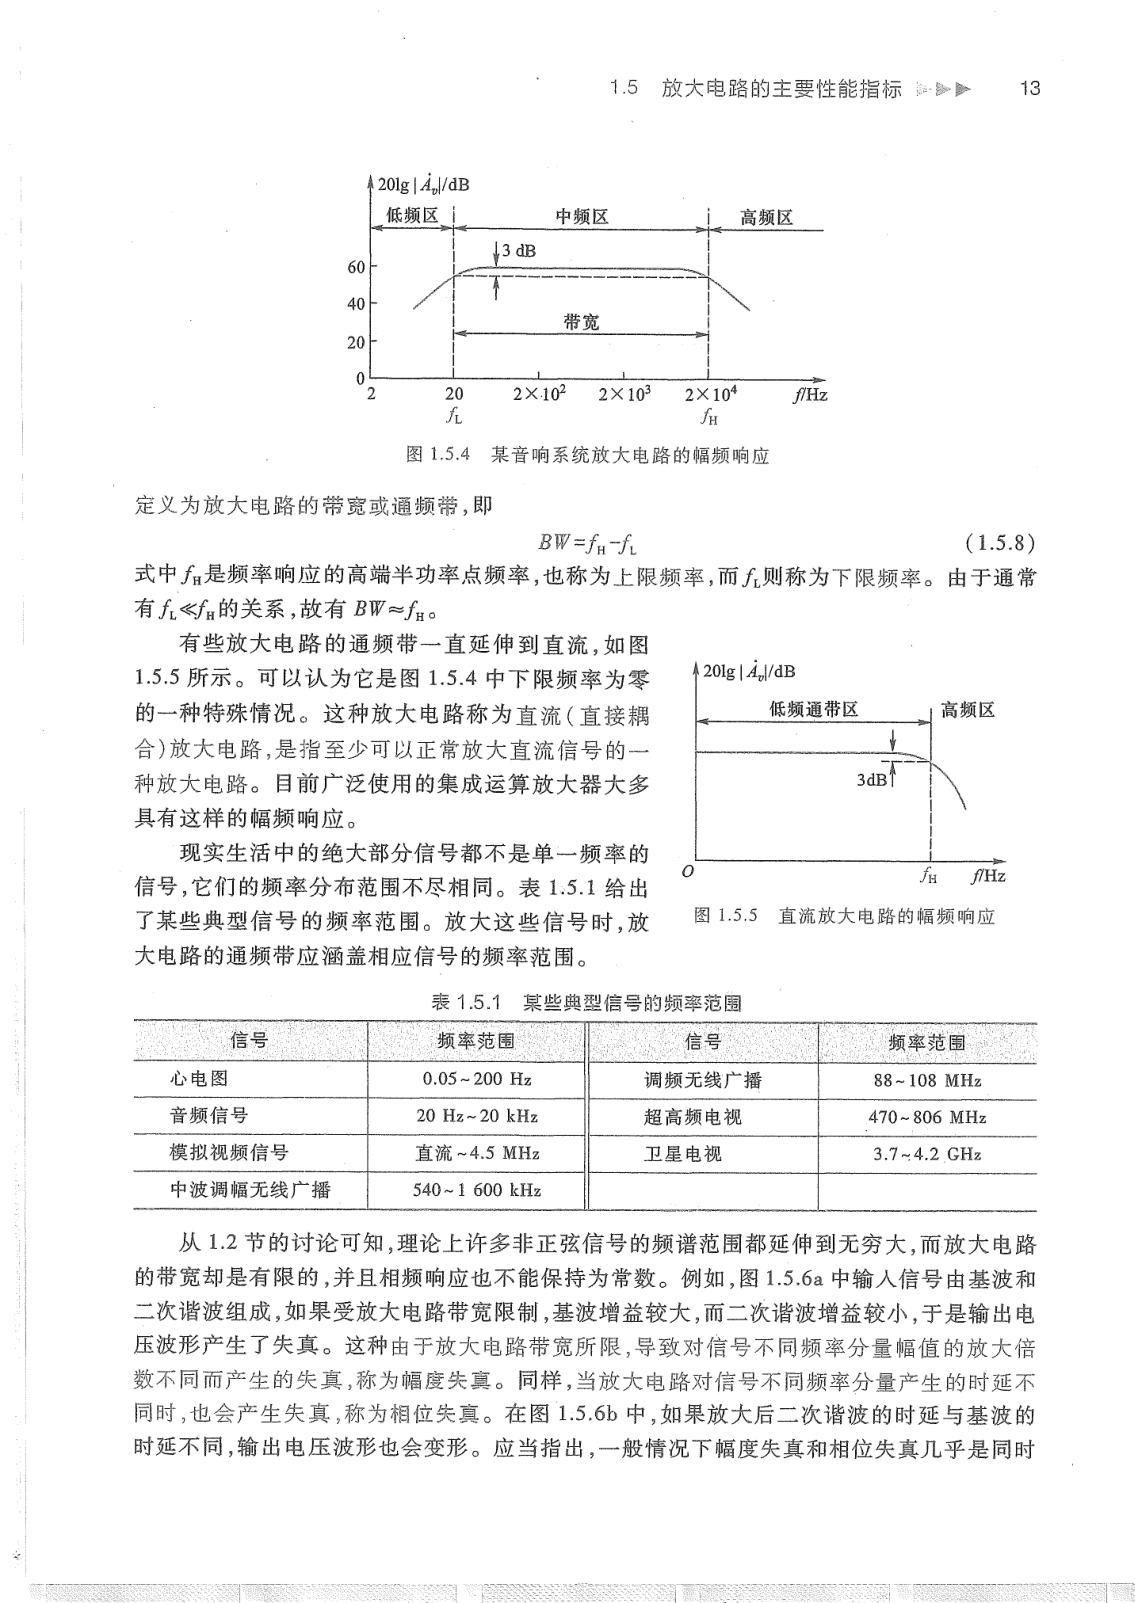 1.5 放大电路的主要性能指标 13
20lg|Ȧᵥ|/dB
低频区 中频区 高频区
3 dB
60
40
带宽
20
0
2 20 2×10² 2×10³ 2×10⁴ f/Hz
f_L f_H
图 1.5.4 某音响系统放大电路的幅频响应
定义为放大电路的带宽或通频带,即
BW=f_H-f_L (1.5.8)
式中 f_H是频率响应的高端半功率点频率,也称为上限频率,而 f_L则称为下限频率。由于通常
有 f_L≪f_H的关系,故有 BW≈f_H。
有些放大电路的通频带一直延伸到直流,如图
1.5.5 所示。可以认为它是图 1.5.4 中下限频率为零
的一种特殊情况。这种放大电路称为直流(直接耦
合)放大电路,是指至少可以正常放大直流信号的一
种放大电路。目前广泛使用的集成运算放大器大多
具有这样的幅频响应。
现实生活中的绝大部分信号都不是单一频率的
信号,它们的频率分布范围不尽相同。表 1.5.1 给出
了某些典型信号的频率范围。放大这些信号时,放
大电路的通频带应涵盖相应信号的频率范围。
20lg|Ȧᵥ|/dB
低频通带区 高频区
3dB
O f_H f/Hz
图 1.5.5 直流放大电路的幅频响应
表 1.5.1 某些典型信号的频率范围
信号 频率范围 信号 频率范围
心电图 0.05~200 Hz 调频无线广播 88~108 MHz
音频信号 20 Hz~20 kHz 超高频电视 470~806 MHz
模拟视频信号 直流~4.5 MHz 卫星电视 3.7~4.2 GHz
中波调幅无线广播 540~1 600 kHz
从 1.2 节的讨论可知,理论上许多非正弦信号的频谱范围都延伸到无穷大,而放大电路
的带宽却是有限的,并且相频响应也不能保持为常数。例如,图 1.5.6a 中输入信号由基波和
二次谐波组成,如果受放大电路带宽限制,基波增益较大,而二次谐波增益较小,于是输出电
压波形产生了失真。这种由于放大电路带宽所限,导致对信号不同频率分量幅值的放大倍
数不同而产生的失真,称为幅度失真。同样,当放大电路对信号不同频率分量产生的时延不
同时,也会产生失真,称为相位失真。在图 1.5.6b 中,如果放大后二次谐波的时延与基波的
时延不同,输出电压波形也会变形。应当指出,一般情况下幅度失真和相位失真几乎是同时